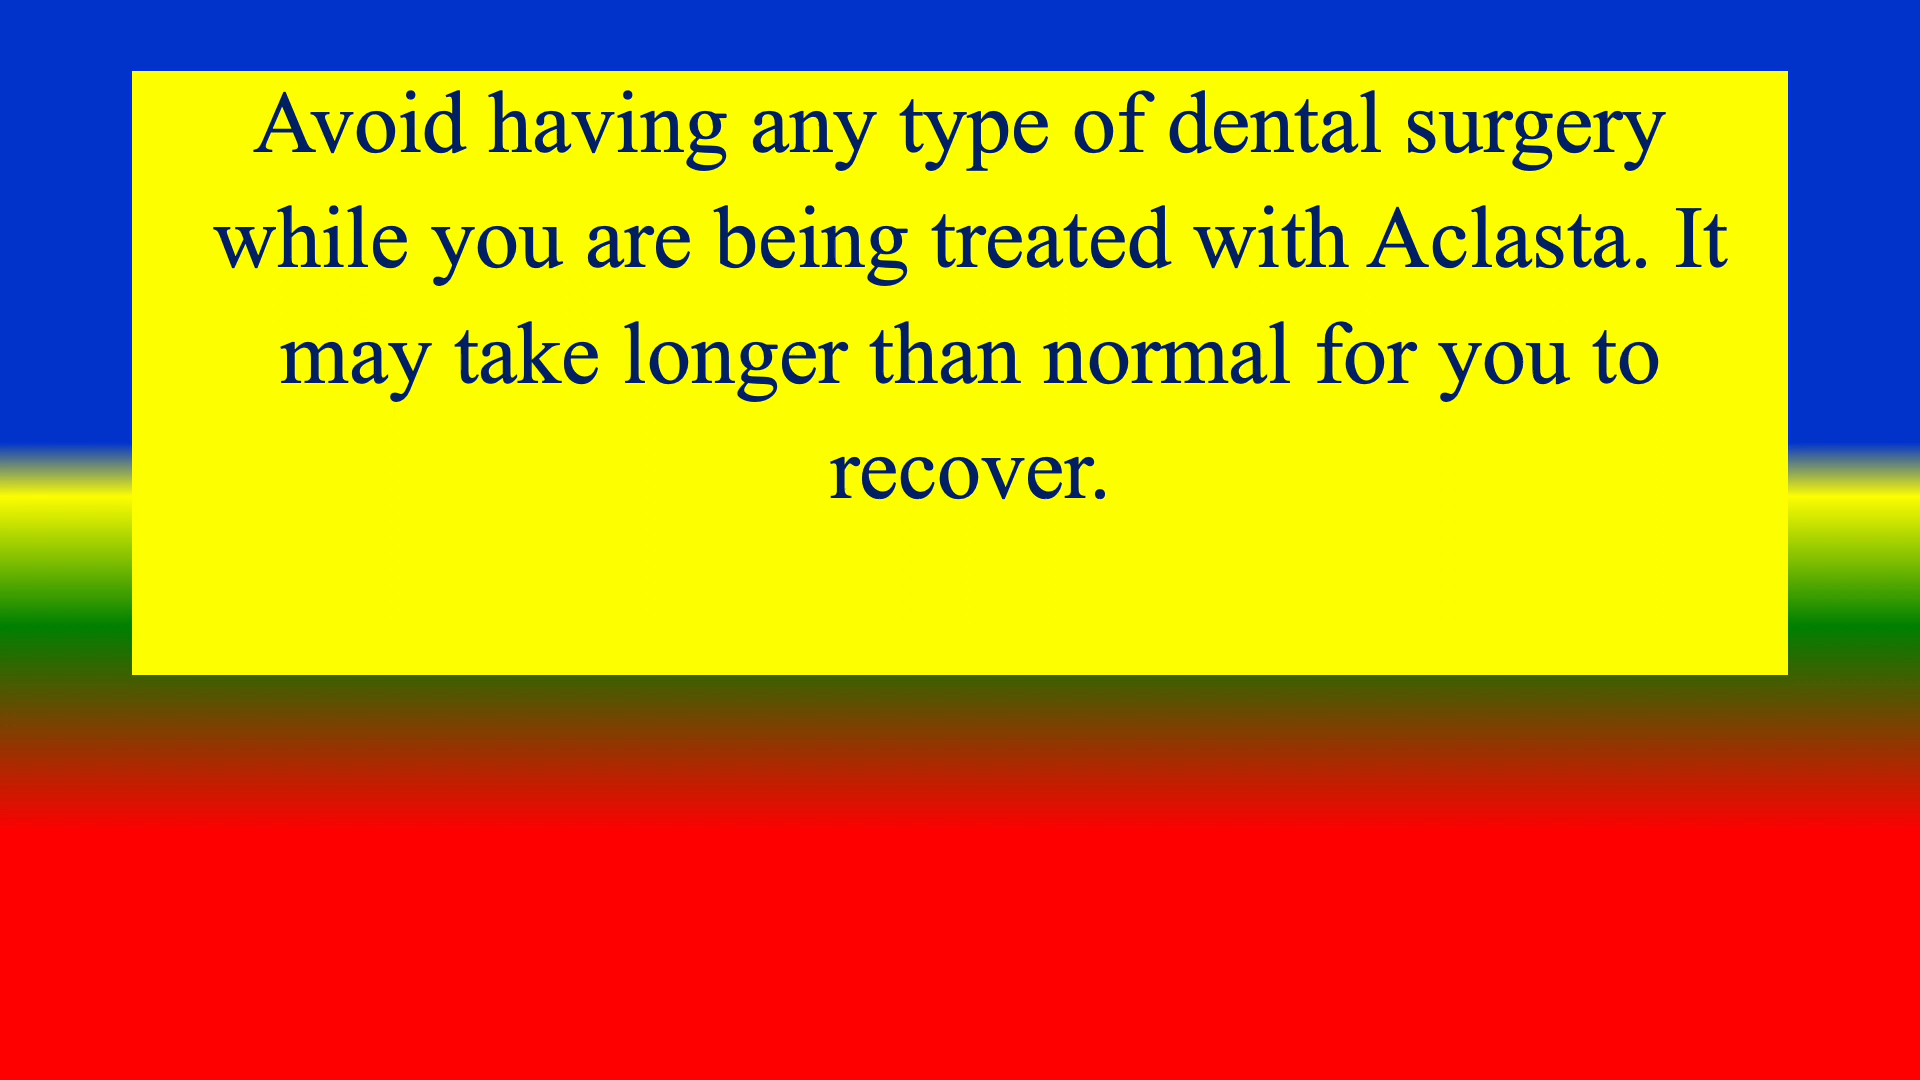 Avoid having any type of dental surgery
while you are being treated with Aclasta. It
may take longer than normal for you to
recover.